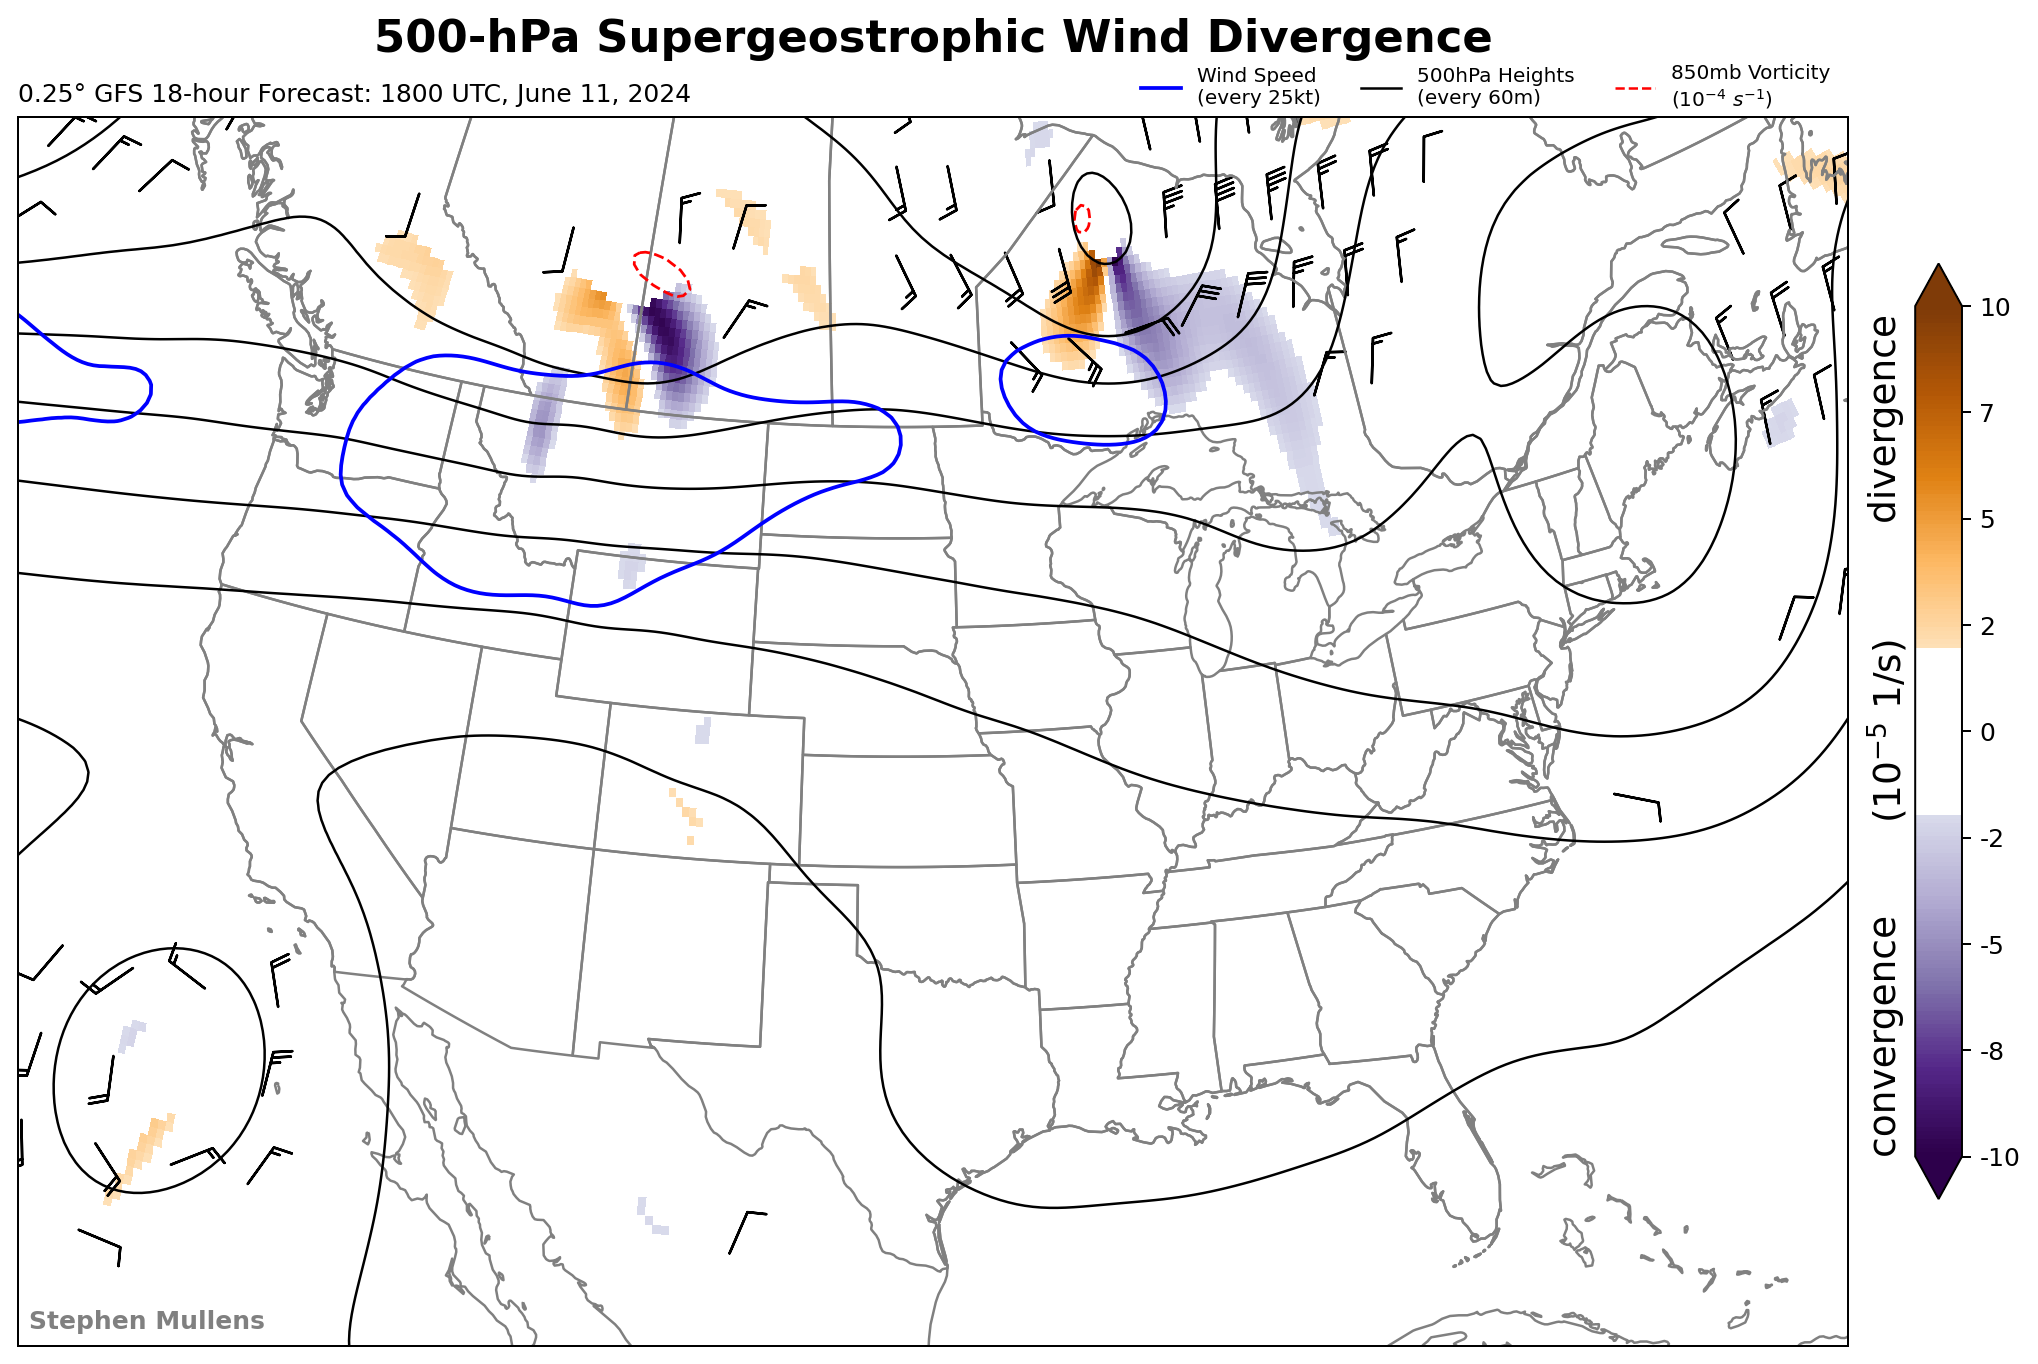 500-hPa Supergeostrophic Wind Divergence
0.25° GFS 18-hour Forecast: 1800 UTC, June 11, 2024
Wind Speed
(every 25kt)
500hPa Heights
(every 60m)
850mb Vorticity
(10⁻⁴ s⁻¹)
10
7
5
2
0
-2
-5
-8
-10
convergence (10⁻⁵ 1/s) divergence
Stephen Mullens